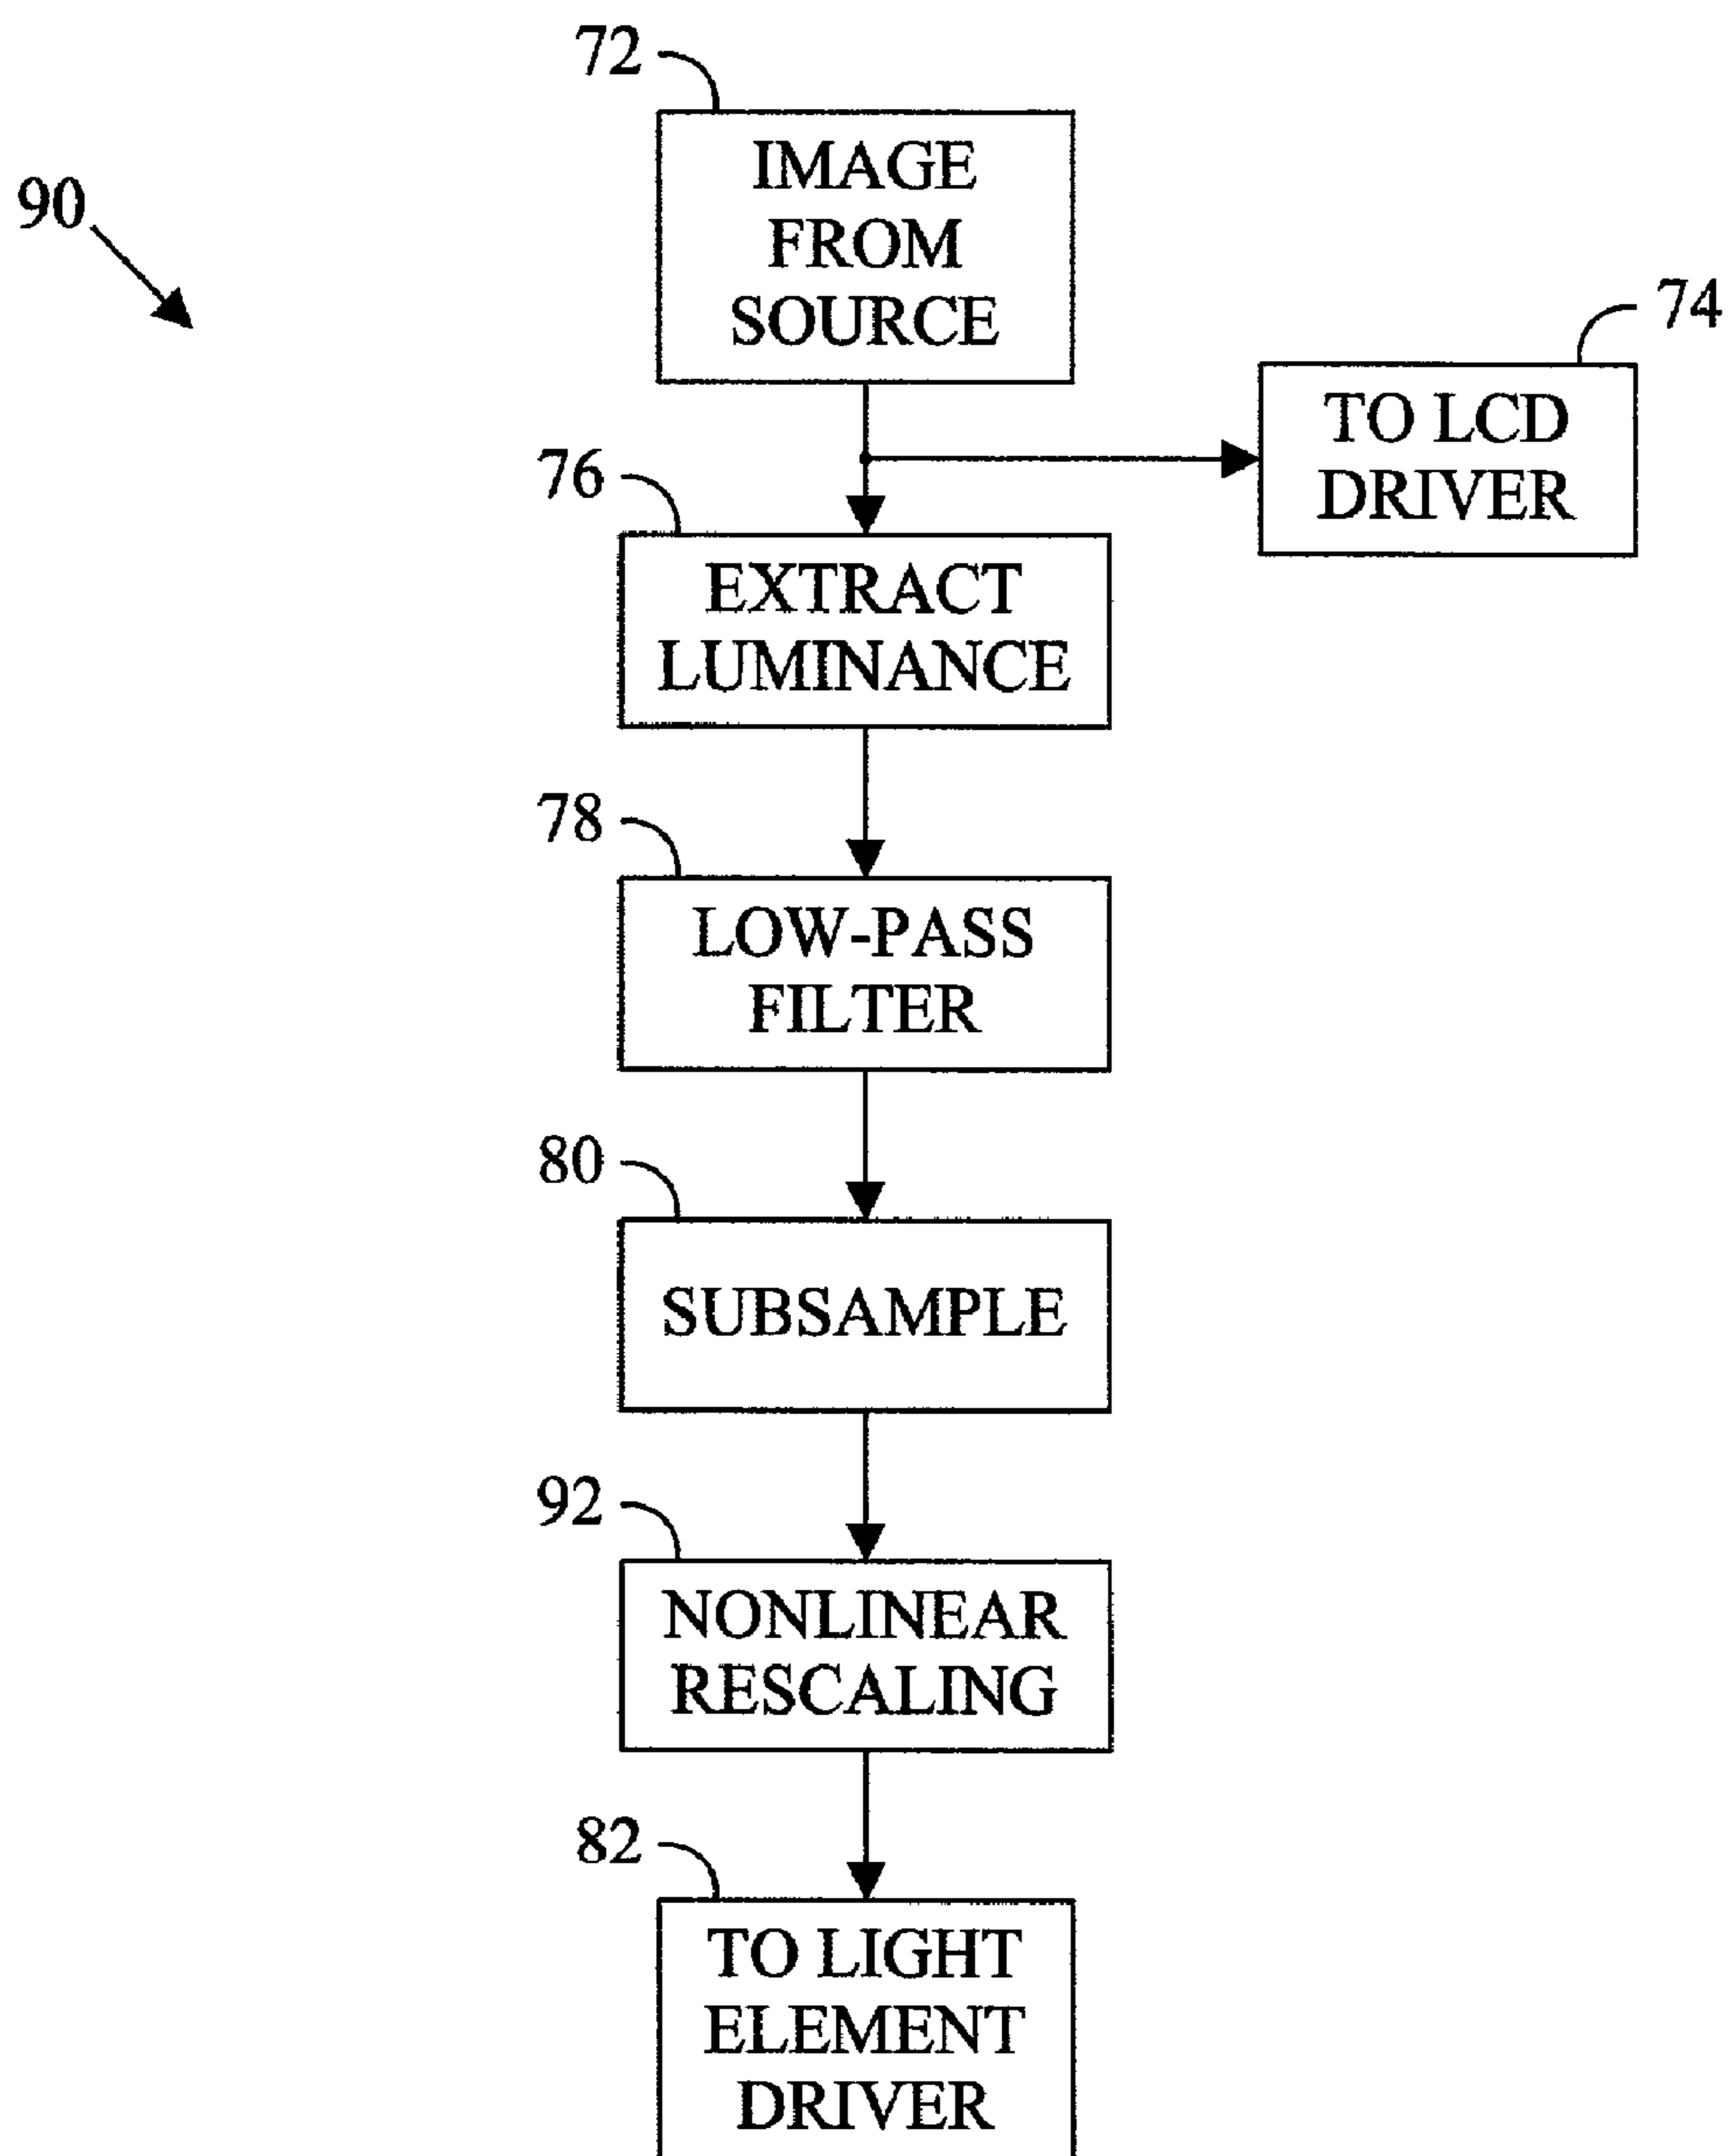 72
IMAGE
FROM
SOURCE
90
74
TO LCD
DRIVER
76
EXTRACT
LUMINANCE
78
LOW-PASS
FILTER
80
SUBSAMPLE
92
NONLINEAR
RESCALING
82
TO LIGHT
ELEMENT
DRIVER